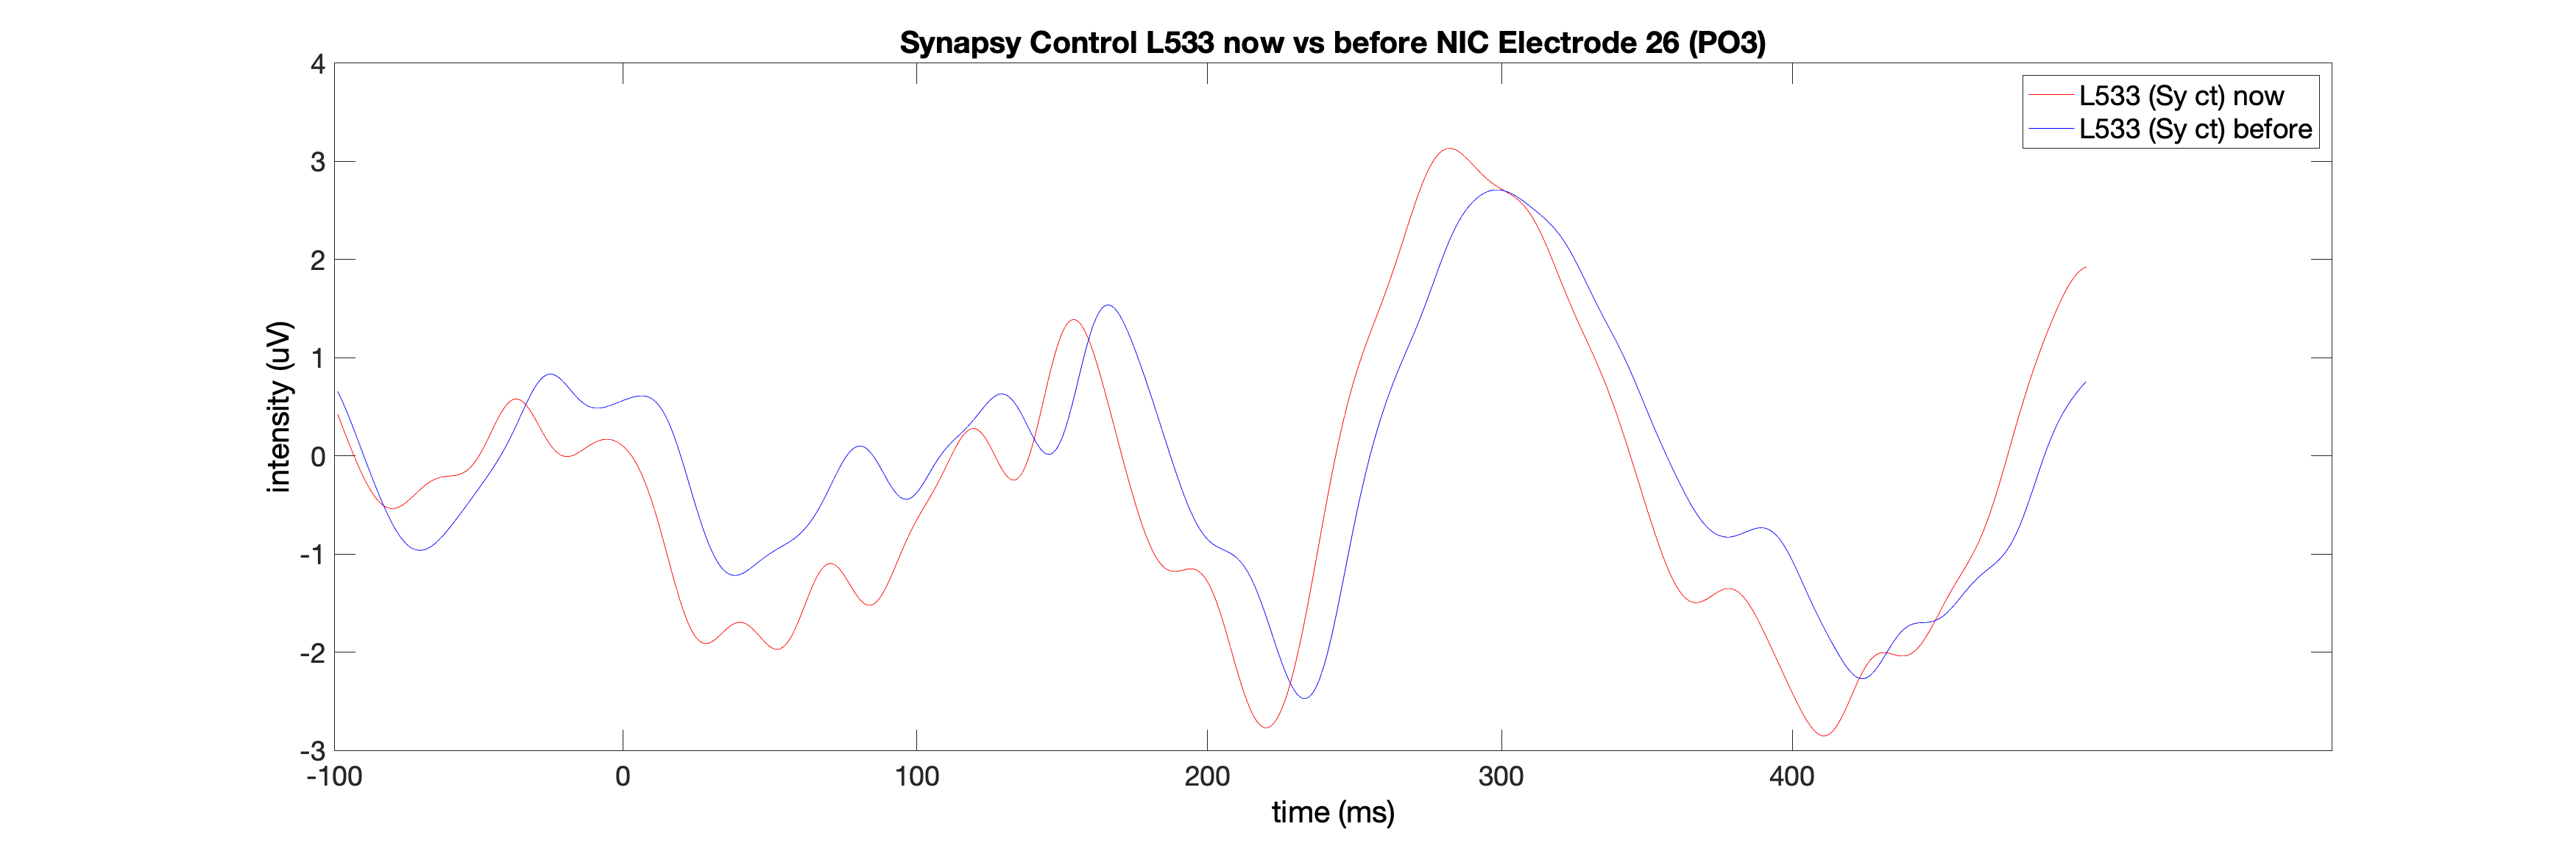 Synapsy Control L533 now vs before NIC Electrode 26 (PO3)
4
3
2
1
0
-1
-2
-3
intensity (uV)
L533 (Sy ct) now
L533 (Sy ct) before
-100 0 100 200 300 400
time (ms)